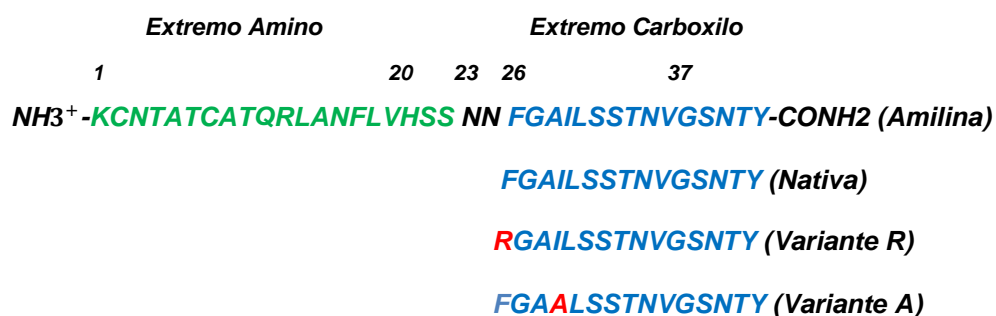 Extremo Amino Extremo Carboxilo
1 20 23 26 37
NH3+-KCNTATCATQRLANFLVHSS NN FGAILSSTNVGSNTY-CONH2 (Amilina)
FGAILSSTNVGSNTY (Nativa)
RGAILSSTNVGSNTY (Variante R)
FGAALSSTNVGSNTY (Variante A)